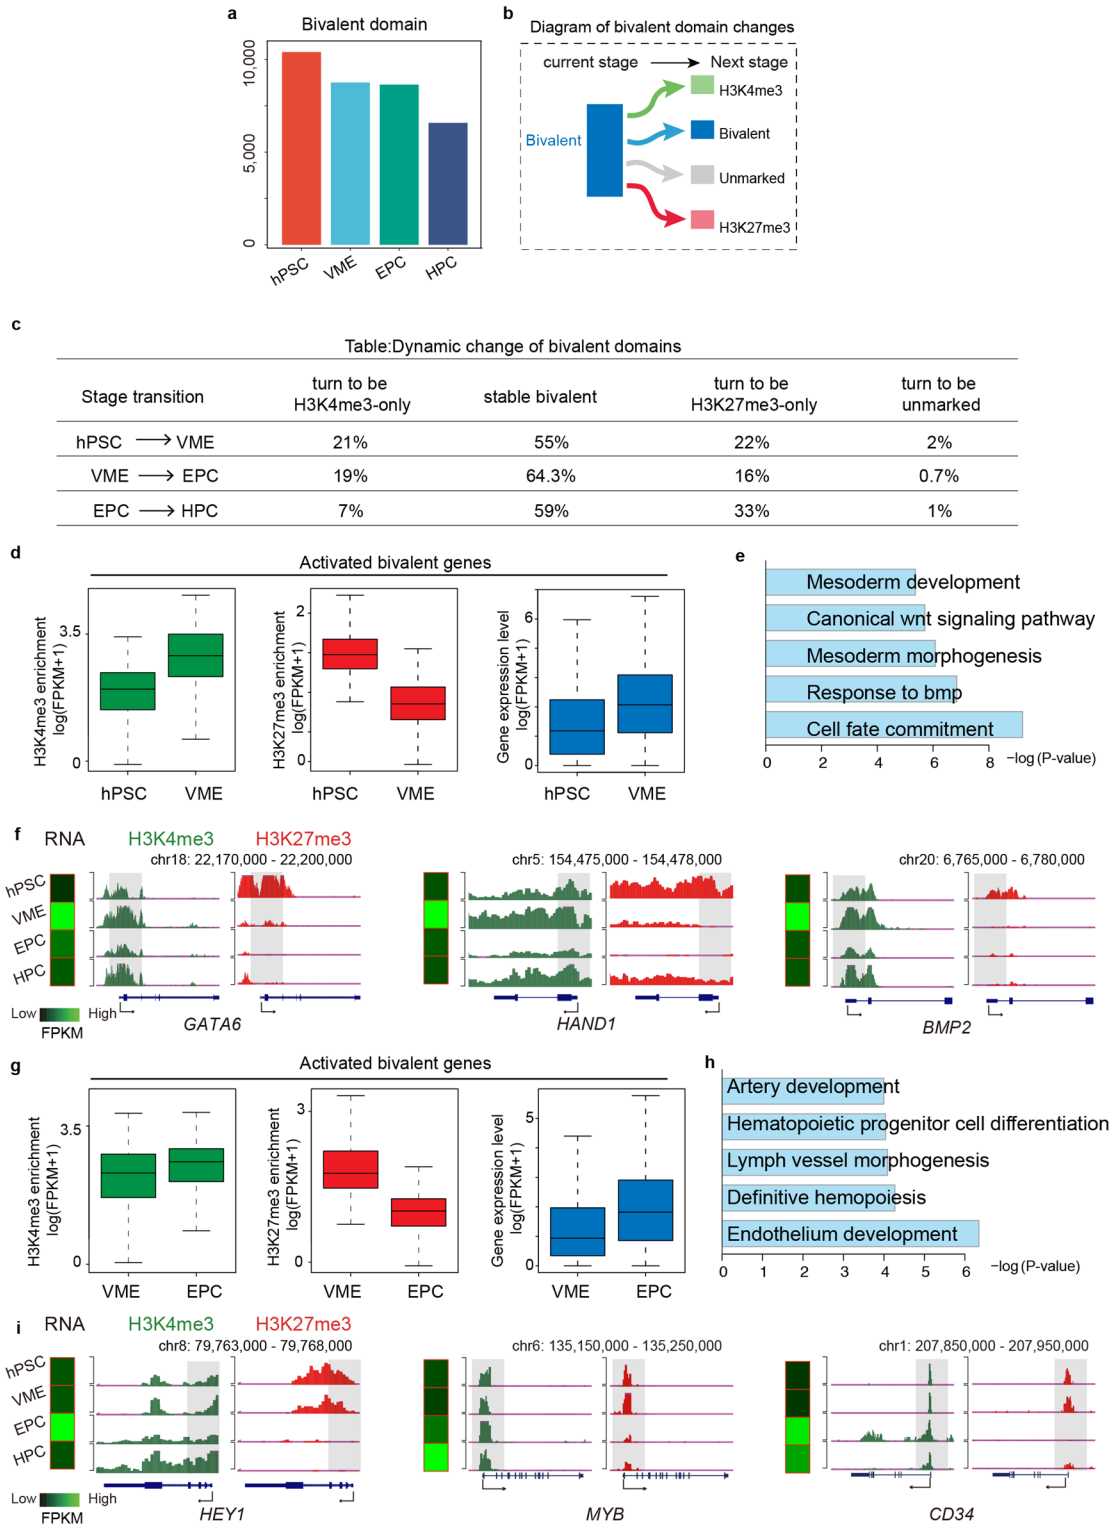 a
Bivalent domain
10,000
5,000
0
hPSC VME EPC HPC
b
Diagram of bivalent domain changes
current stage Next stage
Bivalent
H3K4me3
Bivalent
Unmarked
H3K27me3
c
Table:Dynamic change of bivalent domains
Stage transition turn to be H3K4me3-only stable bivalent turn to be H3K27me3-only turn to be unmarked
hPSC → VME 21% 55% 22% 2%
VME → EPC 19% 64.3% 16% 0.7%
EPC → HPC 7% 59% 33% 1%
d
Activated bivalent genes
H3K4me3 enrichment
log(FPKM+1)
3.5
0
hPSC VME
H3K27me3 enrichment
log(FPKM+1)
2
0
hPSC VME
Gene expression level
log(FPKM+1)
6
2
0
hPSC VME
e
Mesoderm development
Canonical wnt signaling pathway
Mesoderm morphogenesis
Response to bmp
Cell fate commitment
0 2 4 6 8 −log (P-value)
f
RNA H3K4me3 H3K27me3
chr18: 22,170,000 - 22,200,000 chr5: 154,475,000 - 154,478,000 chr20: 6,765,000 - 6,780,000
hPSC
VME
EPC
HPC
Low High
FPKM
GATA6 HAND1 BMP2
g
Activated bivalent genes
H3K4me3 enrichment
log(FPKM+1)
3.5
0
VME EPC
H3K27me3 enrichment
log(FPKM+1)
3
0
VME EPC
Gene expression level
log(FPKM+1)
5
0
VME EPC
h
Artery development
Hematopoietic progenitor cell differentiation
Lymph vessel morphogenesis
Definitive hemopoiesis
Endothelium development
0 1 2 3 4 5 6 −log (P-value)
i
RNA H3K4me3 H3K27me3
chr8: 79,763,000 - 79,768,000 chr6: 135,150,000 - 135,250,000 chr1: 207,850,000 - 207,950,000
hPSC
VME
EPC
HPC
Low High
FPKM
HEY1 MYB CD34